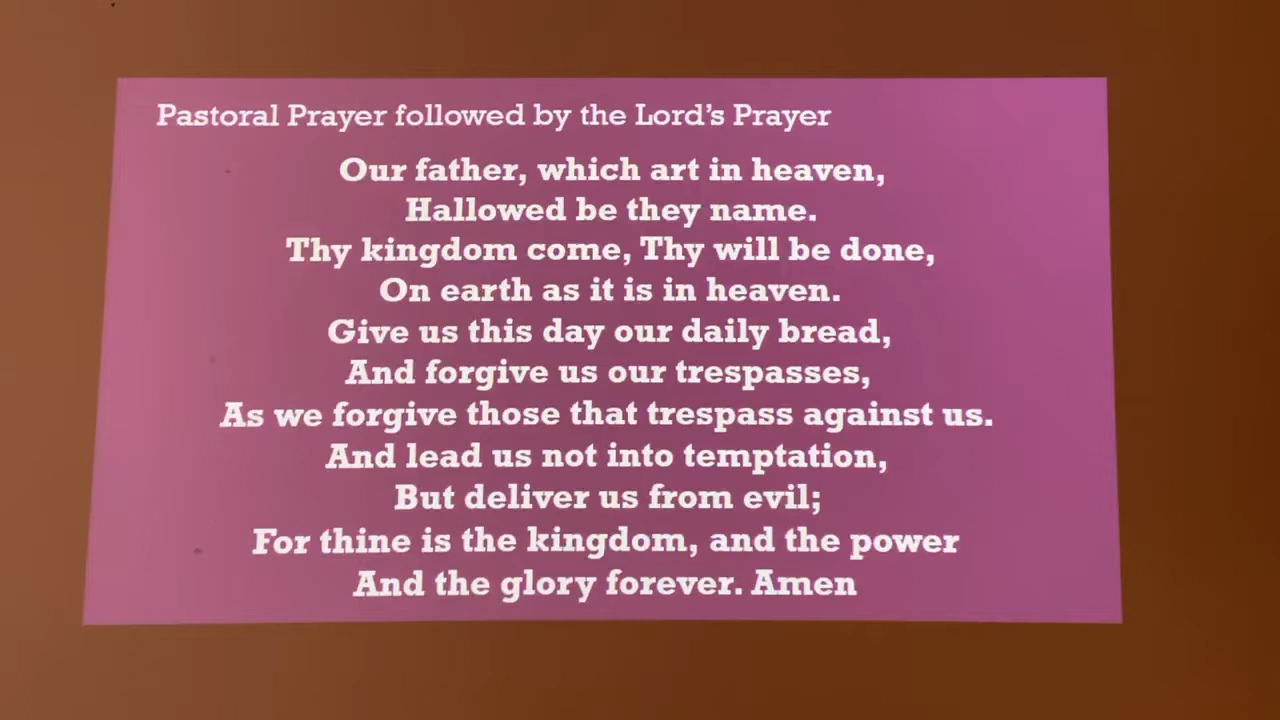 Pastoral Prayer followed by the Lord's Prayer
Our father, which art in heaven,
Hallowed be they name.
Thy kingdom come, Thy will be done,
On earth as it is in heaven.
Give us this day our daily bread,
And forgive us our trespasses,
As we forgive those that trespass against us.
And lead us not into temptation,
But deliver us from evil;
For thine is the kingdom, and the power
And the glory forever. Amen